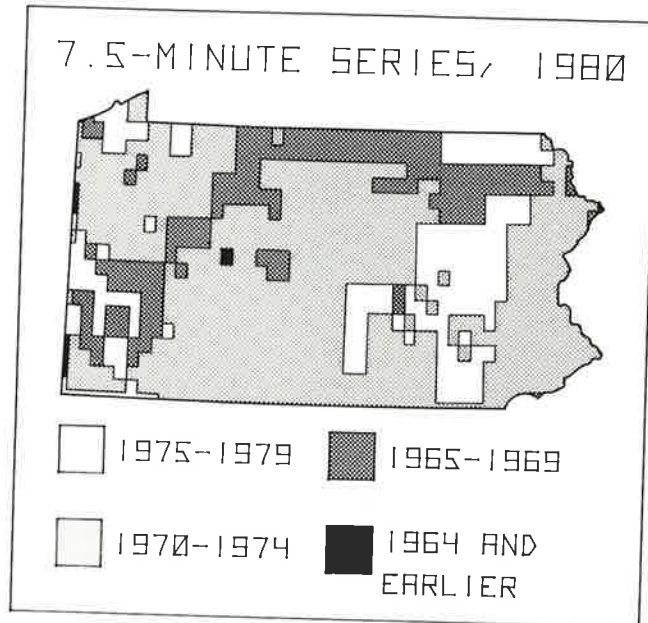 7.5-MINUTE SERIES, 1980
1975-1979
1965-1969
1970-1974
1964 AND
EARLIER